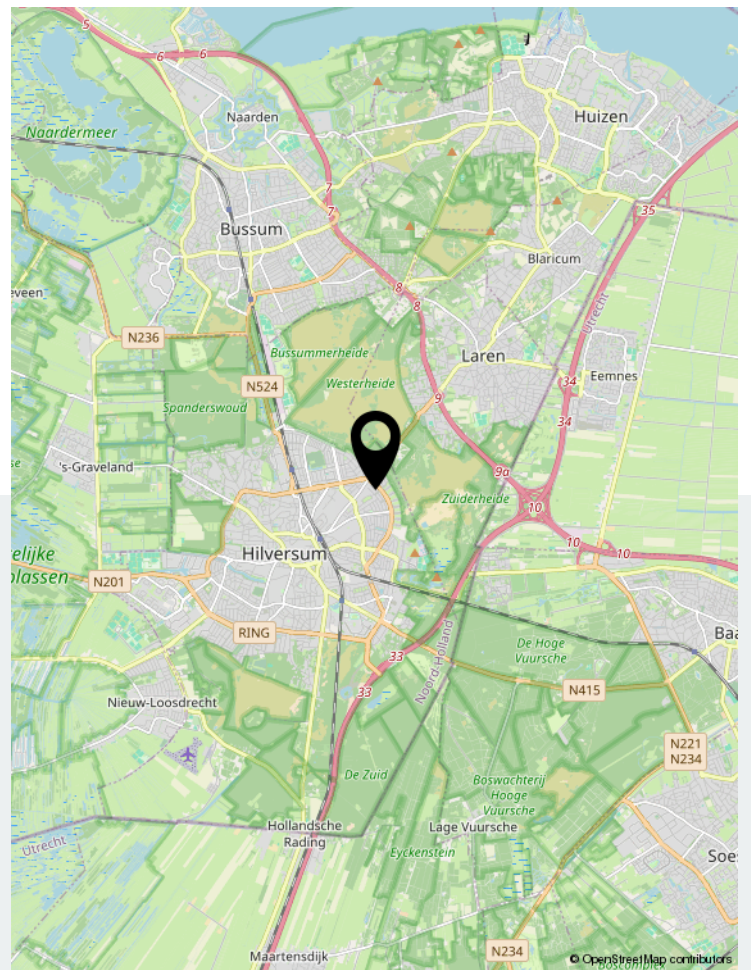 5
6
6
Naarden
Huizen
Naardermeer
7
7
35
Bussum
Blaricum
eveen
8
8
Utrecht
N236
Bussummerheide
Laren
Eemnes
Westerheide
N524
34
9
Spanderswoud
34
's-Graveland
9a
Zuiderheide
10
Hilversum
10
10
elijke
plassen
N201
RING
Baa
De Hoge
Vuursche
33
Noord-Holland
33
N415
Nieuw-Loosdrecht
N221
N234
De Zuid
Boswachterij
Hooge
Vuursche
Hollandsche
Rading
Lage Vuursche
Utrecht
Eyckenstein
Soes
Maartensdijk
N234
© OpenStreetMap contributors